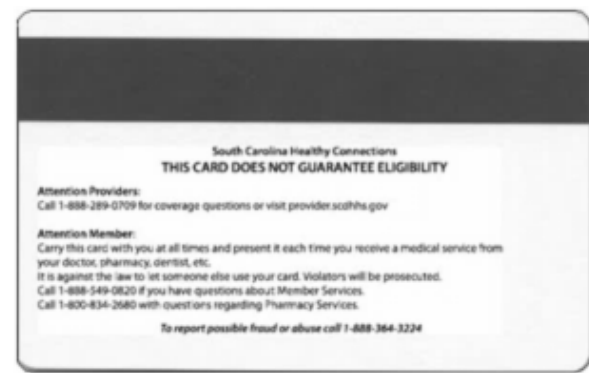 South Carolina Healthy Connections
THIS CARD DOES NOT GUARANTEE ELIGIBILITY
Attention Providers:
Call 1-888-289-0709 for coverage questions or visit provider.scdhhs.gov
Attention Member:
Carry this card with you at all times and present it each time you receive a medical service from
your doctor, pharmacy, dentist, etc.
It is against the law to let someone else use your card. Violators will be prosecuted.
Call 1-888-549-0820 if you have questions about Member Services.
Call 1-800-834-2680 with questions regarding Pharmacy Services.
To report possible fraud or abuse call 1-888-364-3224